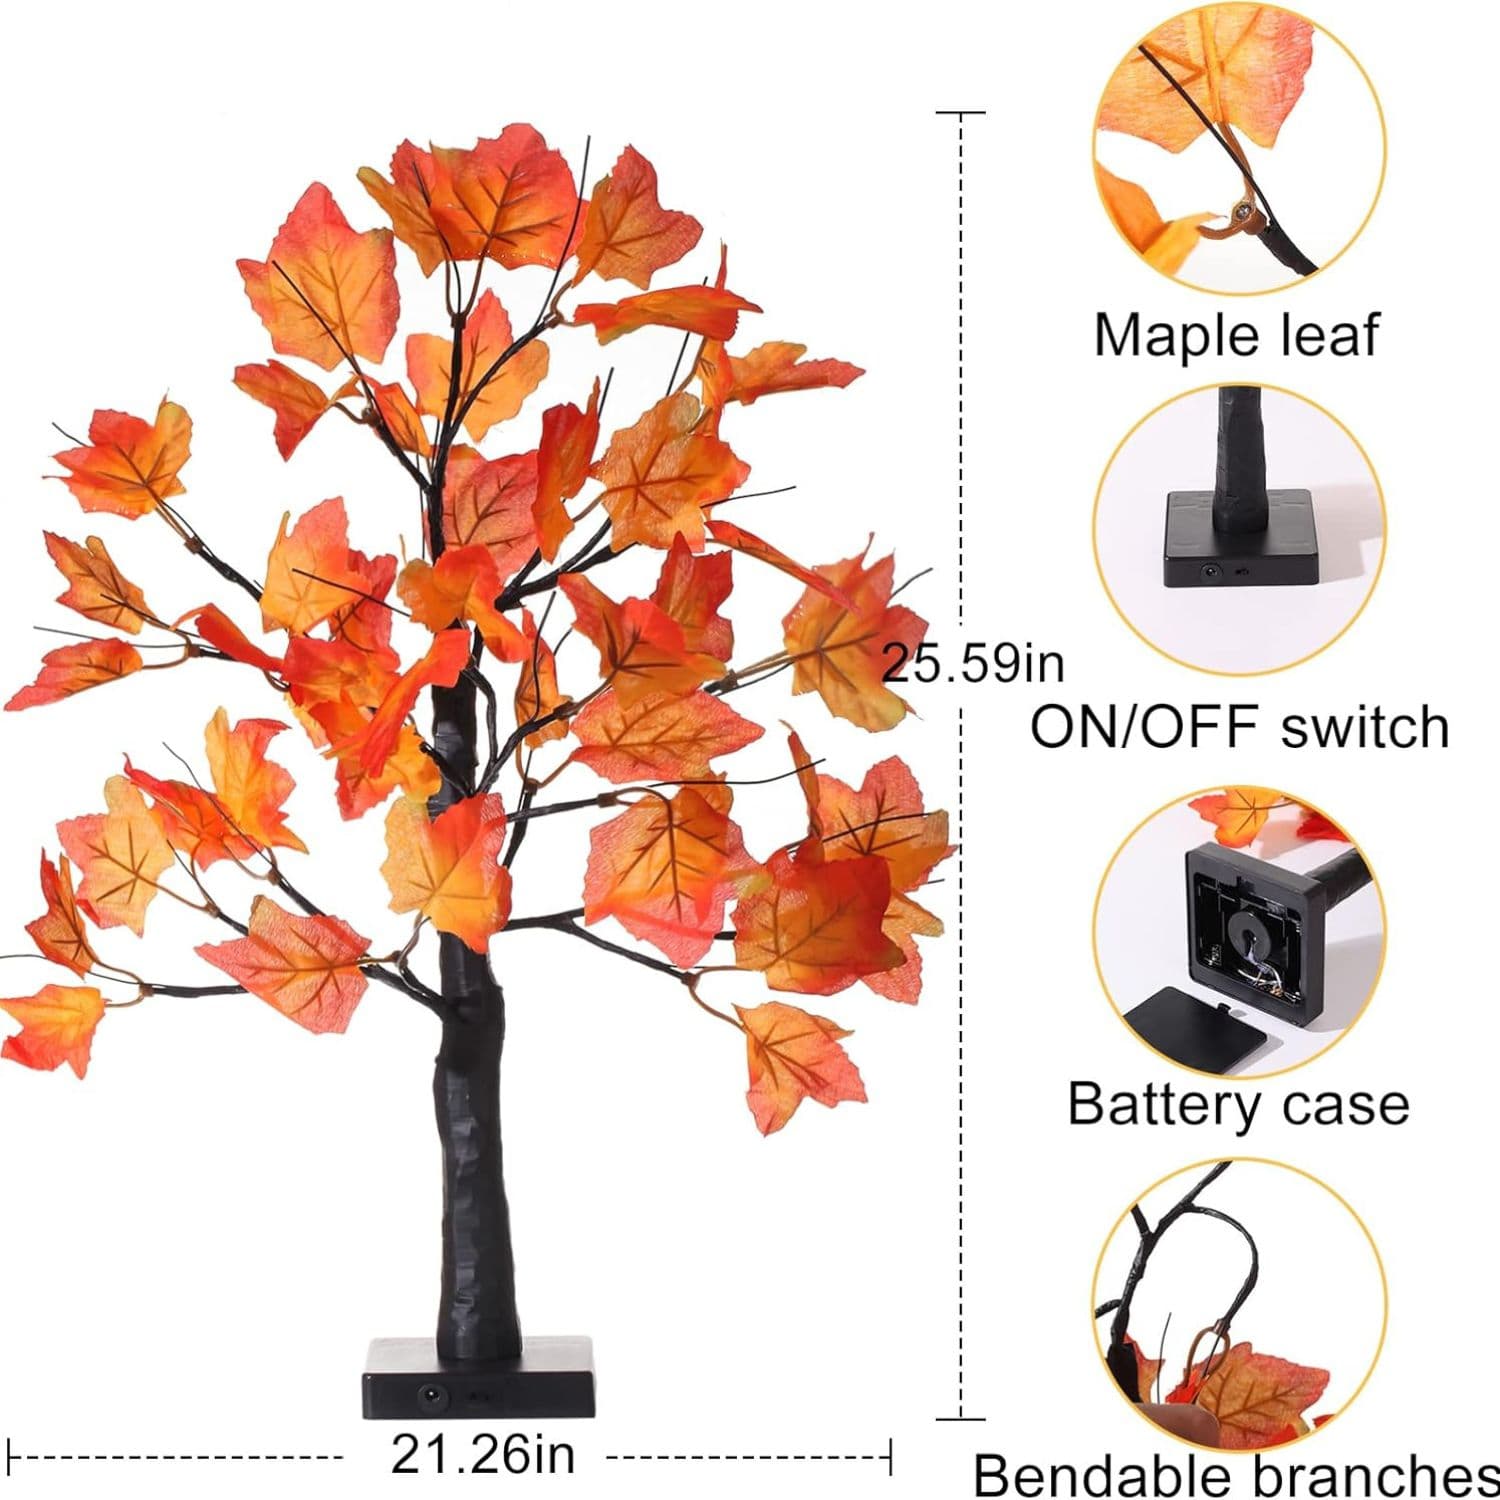 Maple leaf
25.59in
ON/OFF switch
Battery case
21.26in
Bendable branches